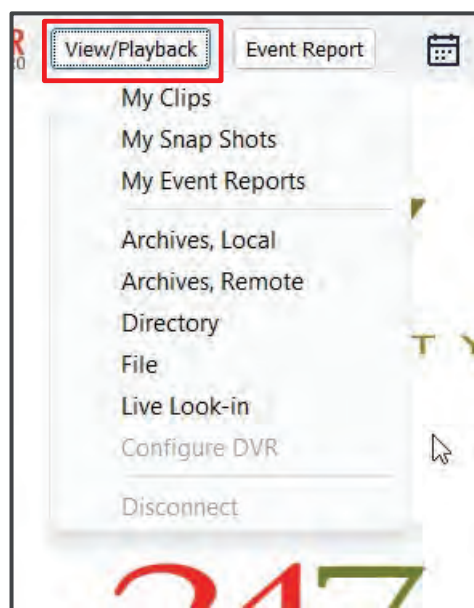 View/Playback Event Report
My Clips
My Snap Shots
My Event Reports
Archives, Local
Archives, Remote
Directory
File
Live Look-in
Configure DVR
Disconnect
T Y
247